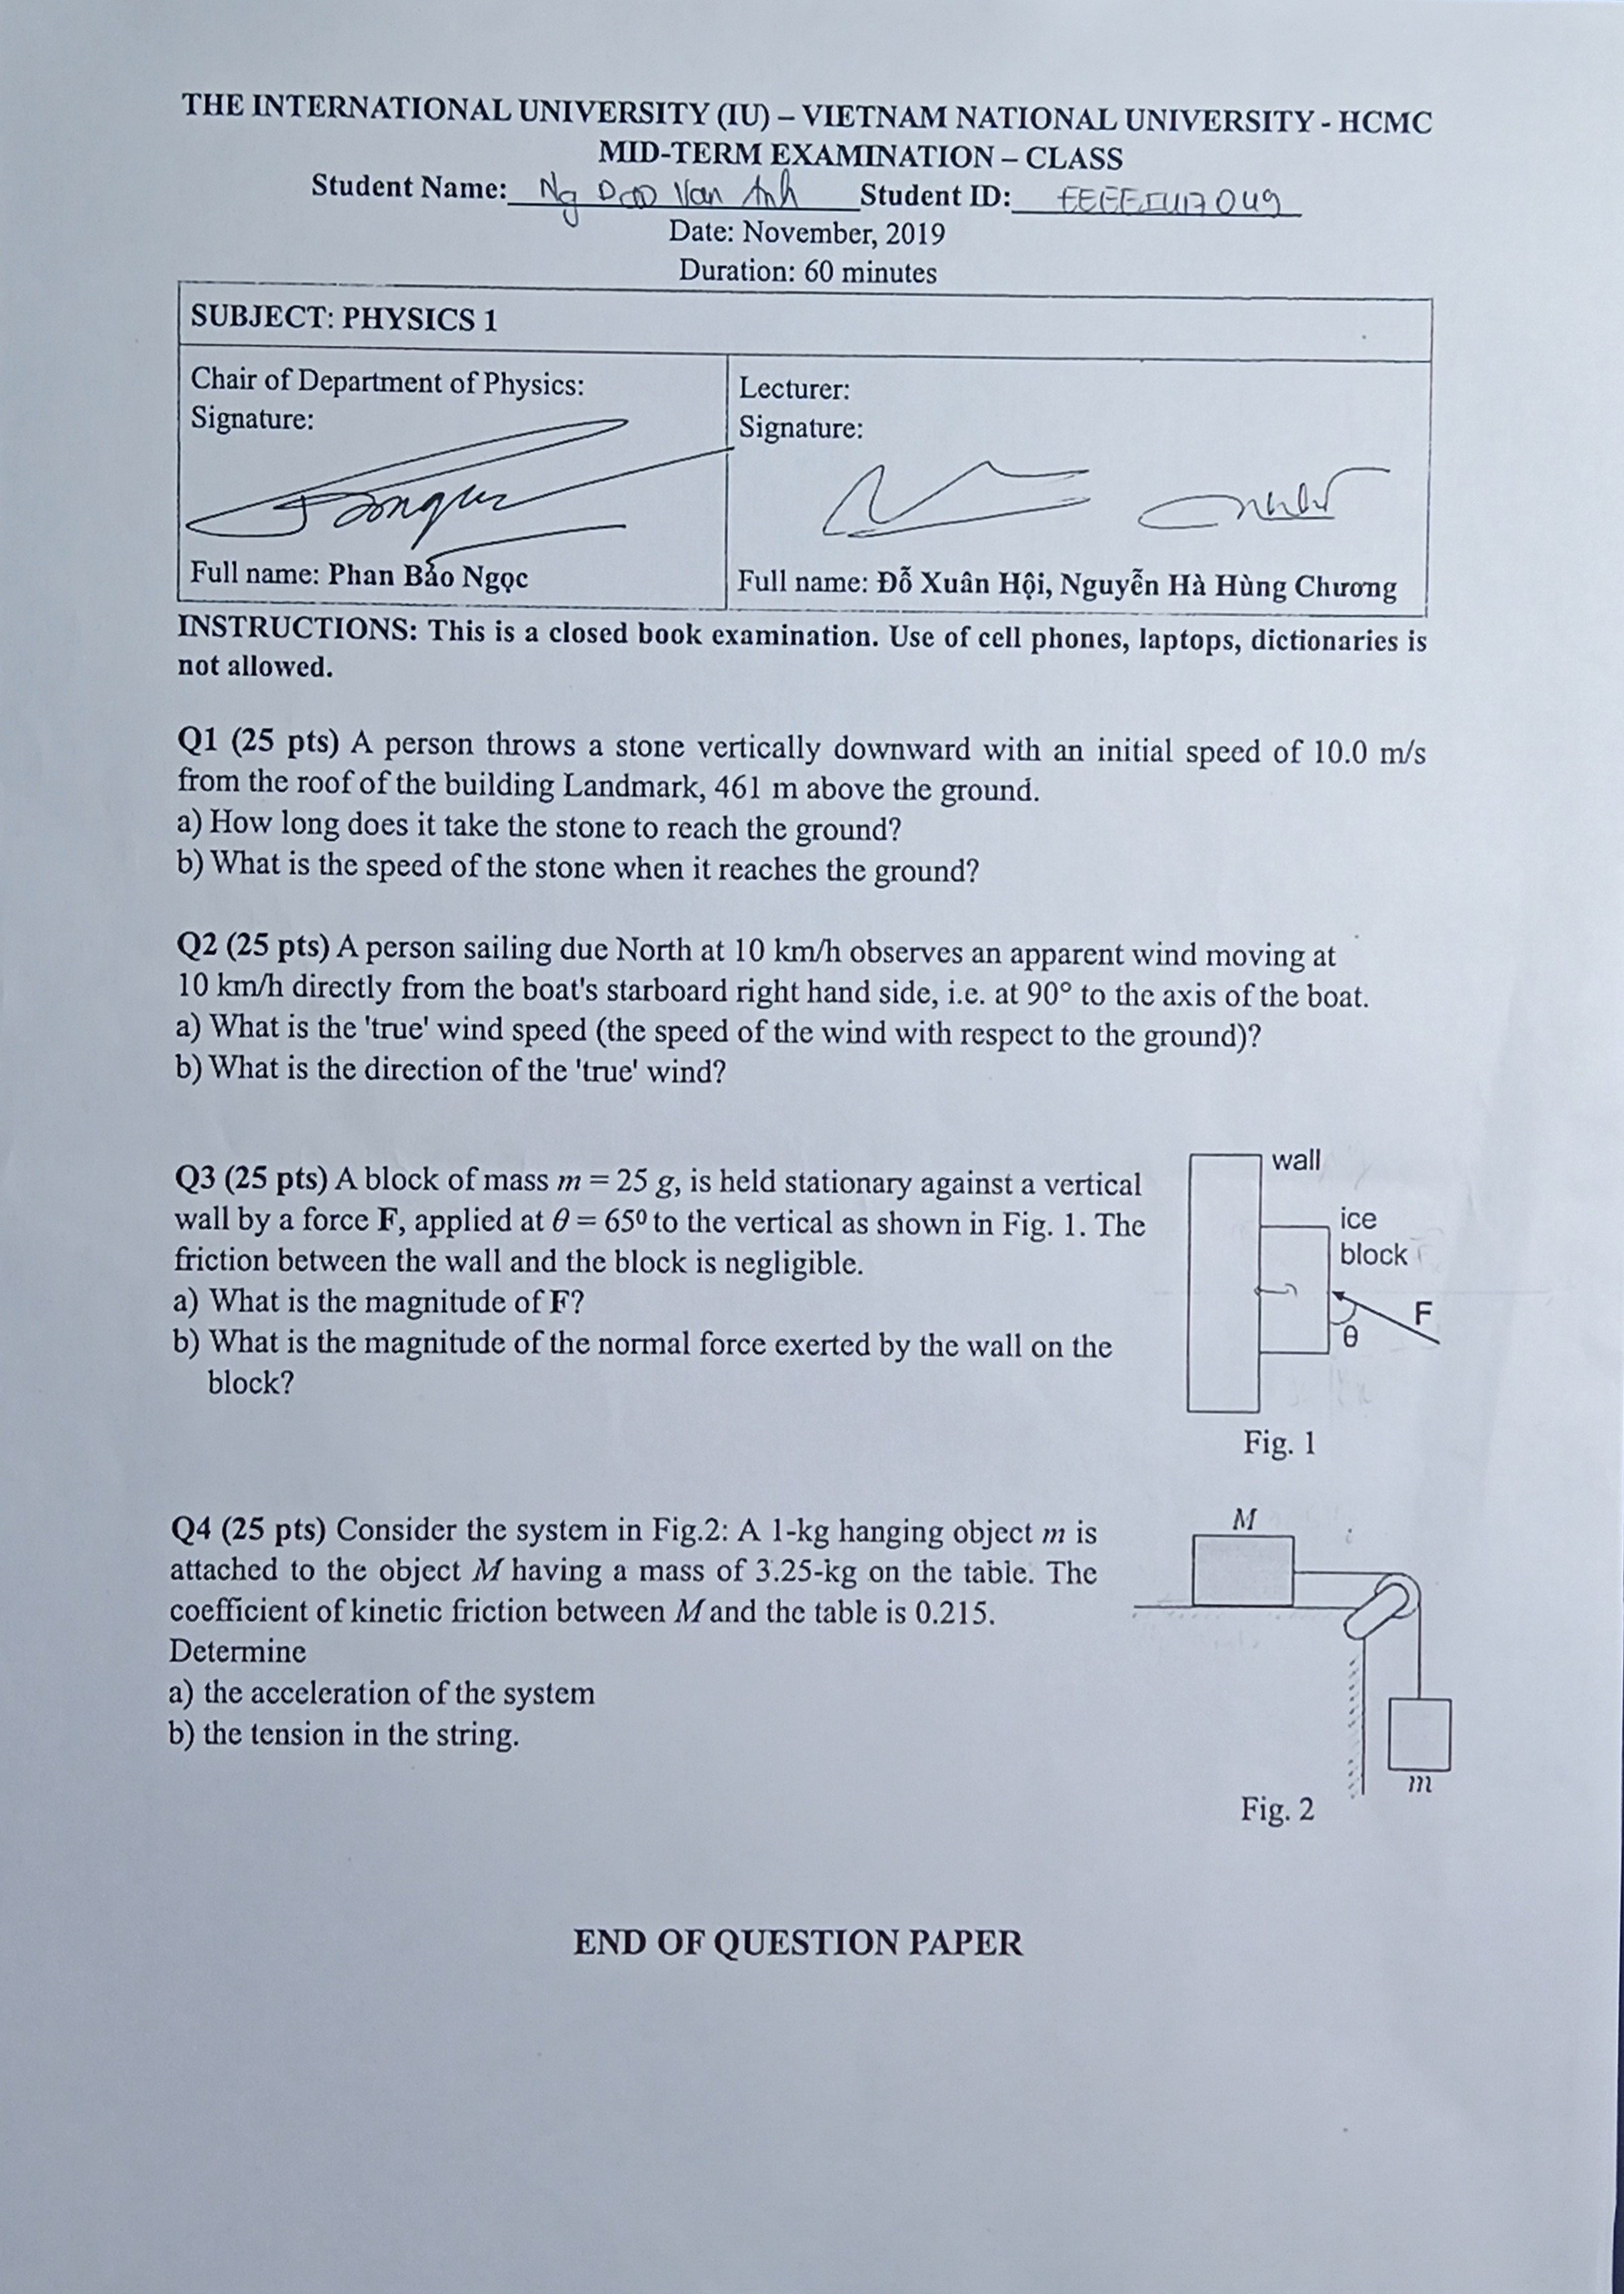 THE INTERNATIONAL UNIVERSITY (IU) – VIETNAM NATIONAL UNIVERSITY - HCMC
MID-TERM EXAMINATION – CLASS
Student Name: Ng Dao Van Anh Student ID: EEEEIU17049
Date: November, 2019
Duration: 60 minutes
SUBJECT: PHYSICS 1
Chair of Department of Physics:
Signature:
Full name: Phan Bảo Ngọc
Lecturer:
Signature:
Full name: Đỗ Xuân Hội, Nguyễn Hà Hùng Chương
INSTRUCTIONS: This is a closed book examination. Use of cell phones, laptops, dictionaries is
not allowed.
Q1 (25 pts) A person throws a stone vertically downward with an initial speed of 10.0 m/s
from the roof of the building Landmark, 461 m above the ground.
a) How long does it take the stone to reach the ground?
b) What is the speed of the stone when it reaches the ground?
Q2 (25 pts) A person sailing due North at 10 km/h observes an apparent wind moving at
10 km/h directly from the boat's starboard right hand side, i.e. at 90° to the axis of the boat.
a) What is the 'true' wind speed (the speed of the wind with respect to the ground)?
b) What is the direction of the 'true' wind?
Q3 (25 pts) A block of mass m = 25 g, is held stationary against a vertical
wall by a force F, applied at θ = 65⁰ to the vertical as shown in Fig. 1. The
friction between the wall and the block is negligible.
a) What is the magnitude of F?
b) What is the magnitude of the normal force exerted by the wall on the
block?
wall
ice
block
F
θ
Fig. 1
Q4 (25 pts) Consider the system in Fig.2: A 1-kg hanging object m is
attached to the object M having a mass of 3.25-kg on the table. The
coefficient of kinetic friction between M and the table is 0.215.
Determine
a) the acceleration of the system
b) the tension in the string.
M
m
Fig. 2
END OF QUESTION PAPER